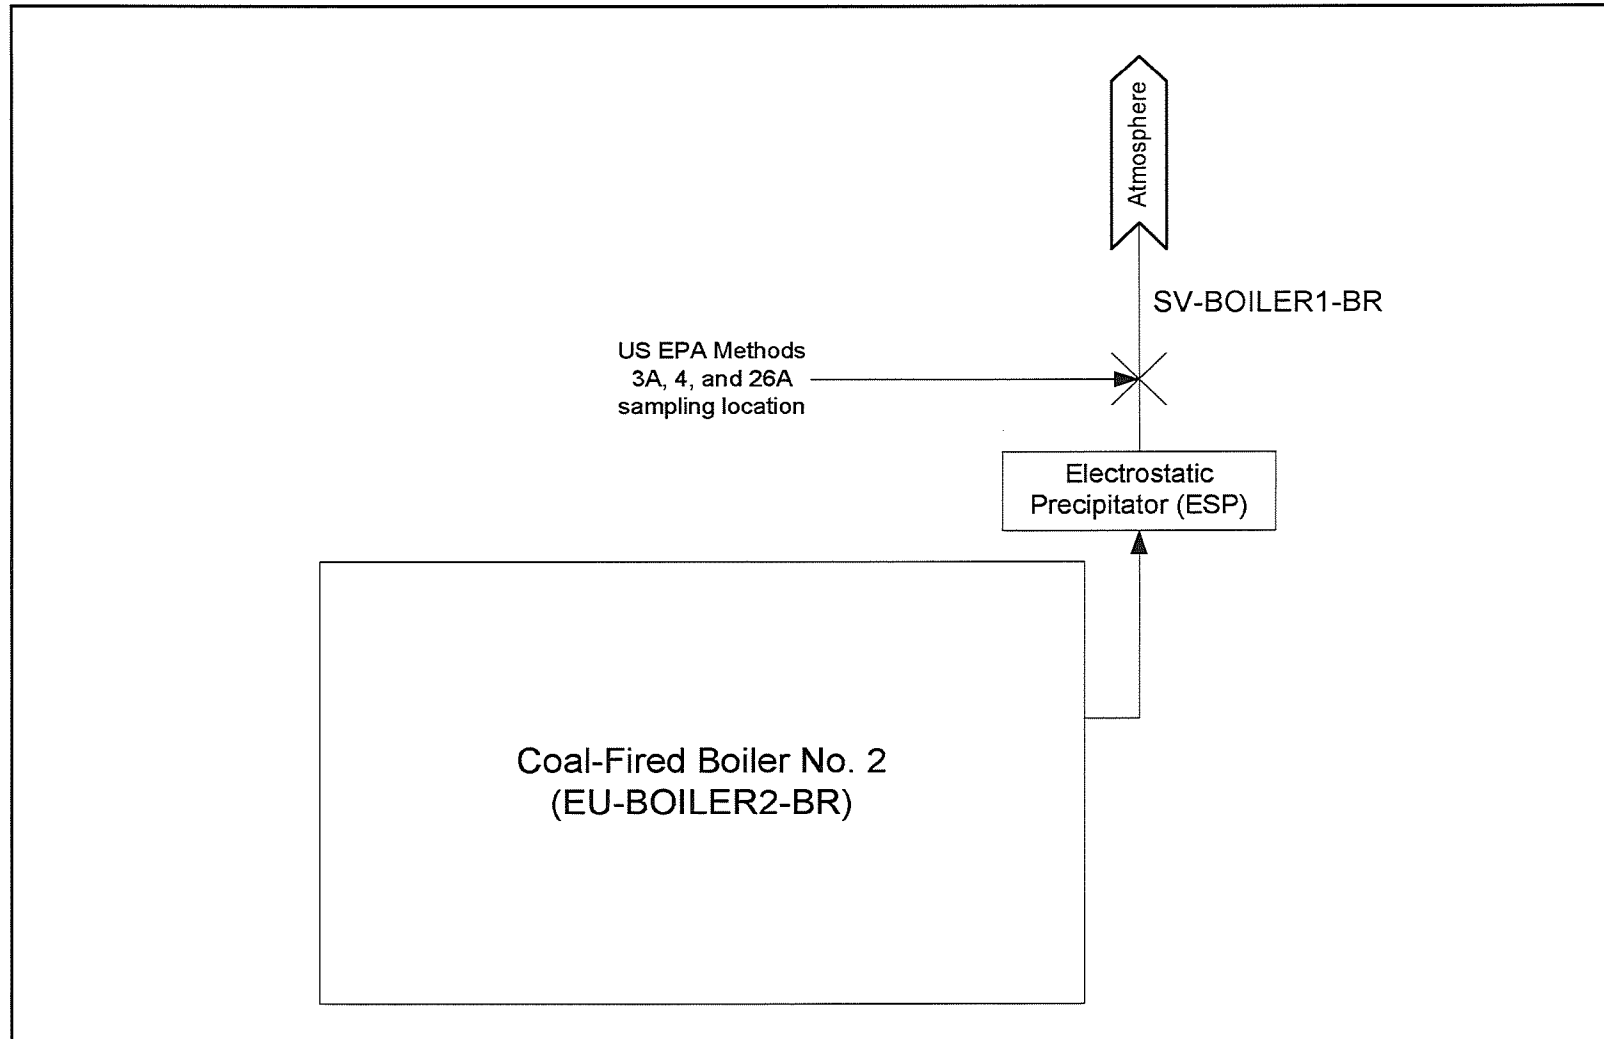 Atmosphere
SV-BOILER1-BR
US EPA Methods
3A, 4, and 26A
sampling location
Electrostatic
Precipitator (ESP)
Coal-Fired Boiler No. 2
(EU-BOILER2-BR)